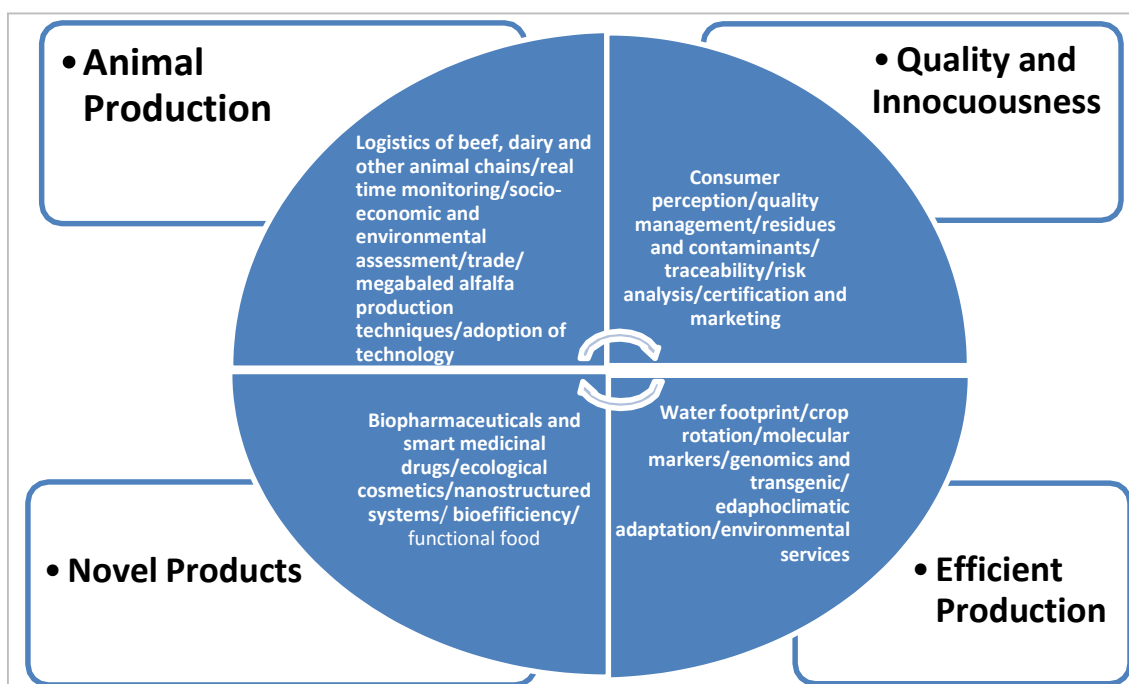 • Animal
Production
Logistics of beef, dairy and
other animal chains/real
time monitoring/socio-
economic and
environmental
assessment/trade/
megabaled alfalfa
production
techniques/adoption of
technology
• Quality and
Innocuousness
Consumer
perception/quality
management/residues
and contaminants/
traceability/risk
analysis/certification and
marketing
Biopharmaceuticals and
smart medicinal
drugs/ecological
cosmetics/nanostructured
systems/ bioefificiency/
functional food
• Novel Products
Water footprint/crop
rotation/molecular
markers/genomics and
transgenic/
edaphoclimatic
adaptation/environmental
services
• Efficient
Production